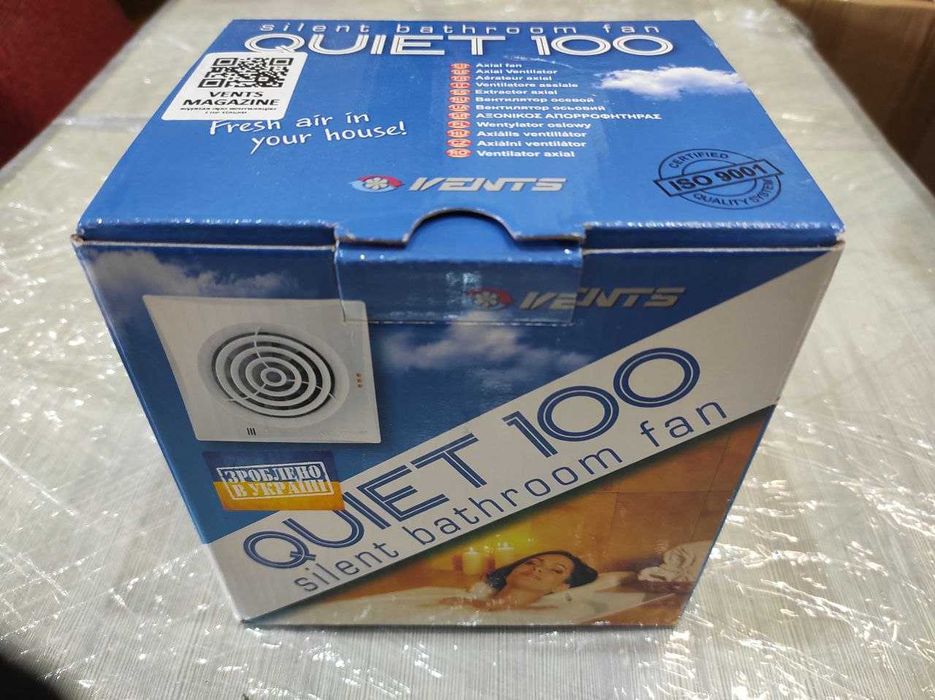 silent bathroom fan
QUIET 100
VENTS
MAGAZINE
Fresh air in
your house!
Axial fan
Axial Ventilator
Aérateur axial
Ventilatore assiale
Extractor axial
Вентилятор осевой
Вентилятор осьовий
ΑΞΟΝΙΚΟΣ ΑΠΟΡΡΟΦΗΤΗΡΑΣ
Wentylator osiowy
Axiális ventillátor
Axiální ventilátor
Ventilator axial
VENTS
CERTIFIED
ISO 9001
QUALITY SYSTEM
VENTS
QUIET 100
silent bathroom fan
ЗРОБЛЕНО
В УКРАЇНІ